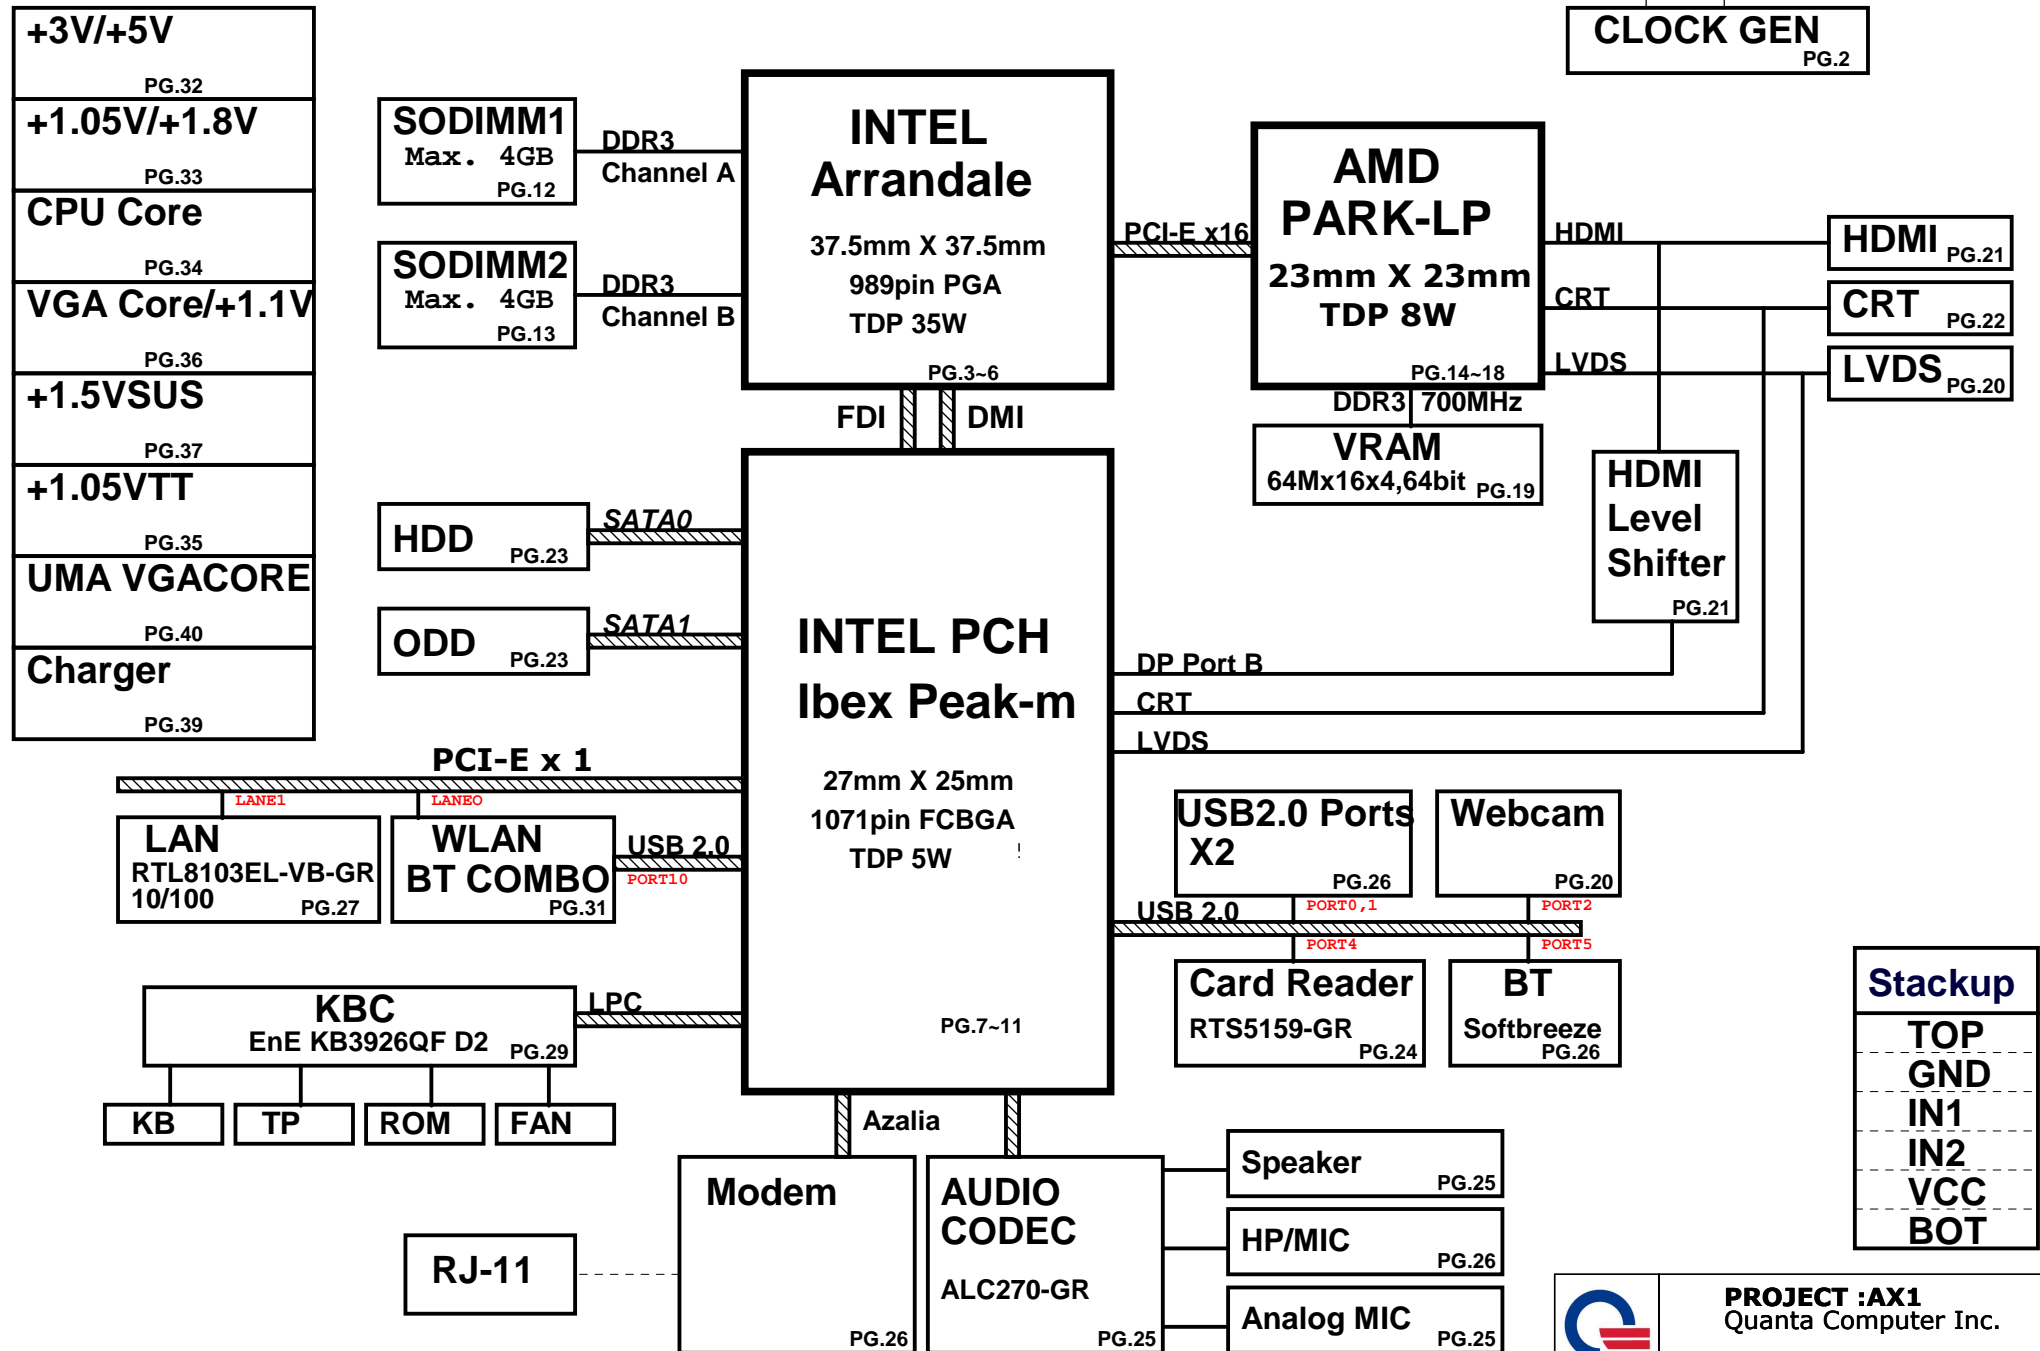 +3V/+5V
PG.32
+1.05V/+1.8V
PG.33
CPU Core
PG.34
VGA Core/+1.1V
PG.36
+1.5VSUS
PG.37
+1.05VTT
PG.35
UMA VGACORE
PG.40
Charger
PG.39
CLOCK GEN
PG.2
SODIMM1
Max. 4GB
PG.12
DDR3
Channel A
SODIMM2
Max. 4GB
PG.13
DDR3
Channel B
INTEL
Arrandale
37.5mm X 37.5mm
989pin PGA
TDP 35W
PG.3~6
PCI-E x16
AMD
PARK-LP
23mm X 23mm
TDP 8W
PG.14~18
HDMI
CRT
LVDS
HDMI PG.21
CRT PG.22
LVDS PG.20
DDR3 700MHz
VRAM
64Mx16x4,64bit PG.19
HDMI
Level
Shifter
PG.21
FDI
DMI
HDD PG.23
SATA0
ODD PG.23
SATA1
INTEL PCH
Ibex Peak-m
27mm X 25mm
1071pin FCBGA
TDP 5W !
PG.7~11
DP Port B
CRT
LVDS
PCI-E x 1
LANE1
LANE0
LAN
RTL8103EL-VB-GR
10/100 PG.27
WLAN
BT COMBO
PG.31
USB 2.0
PORT10
USB2.0 Ports
X2
PG.26
Webcam
PG.20
USB 2.0
PORT0,1
PORT2
PORT4
PORT5
Card Reader
RTS5159-GR
PG.24
BT
Softbreeze
PG.26
KBC
EnE KB3926QF D2 PG.29
LPC
KB
TP
ROM
FAN
Azalia
Modem
PG.26
RJ-11
AUDIO
CODEC
ALC270-GR
PG.25
Speaker
PG.25
HP/MIC
PG.26
Analog MIC
PG.25
Stackup
TOP
GND
IN1
IN2
VCC
BOT
PROJECT :AX1
Quanta Computer Inc.